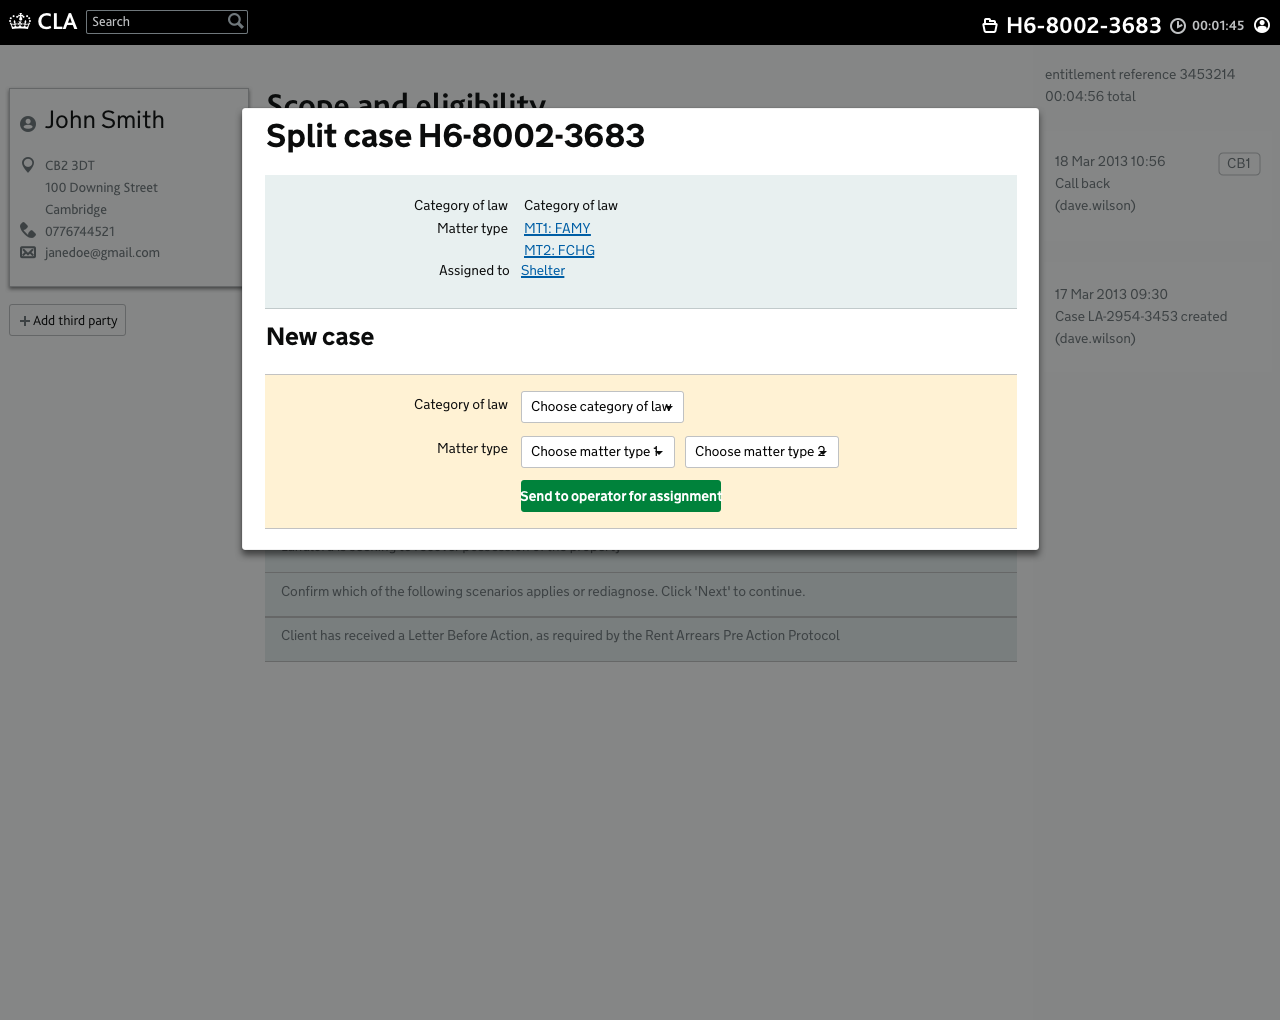 CLA
Search
H6-8002-3683
00:01:45
entitlement reference 3453214
00:04:56 total
John Smith
CB2 3DT
100 Downing Street
Cambridge
0776744521
janedoe@gmail.com
Add third party
Scope and eligibility
Split case H6-8002-3683
Category of law Category of law
Matter type MT1: FAMY
MT2: FCHG
Assigned to Shelter
New case
Category of law Choose category of law
Matter type Choose matter type 1 Choose matter type 2
Send to operator for assignment
Confirm which of the following scenarios applies or rediagnose. Click 'Next' to continue.
Client has received a Letter Before Action, as required by the Rent Arrears Pre Action Protocol
18 Mar 2013 10:56
CB1
Call back
(dave.wilson)
17 Mar 2013 09:30
Case LA-2954-3453 created
(dave.wilson)